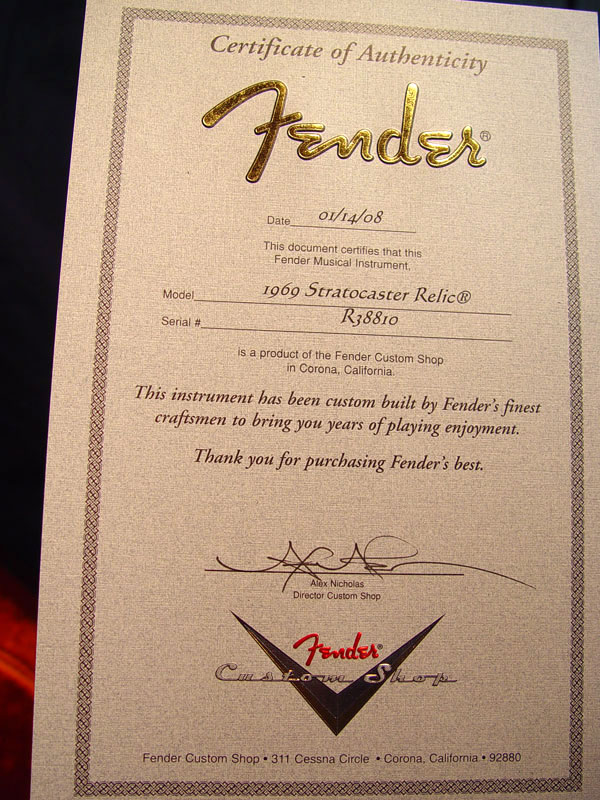 Certificate of Authenticity
Fender®
Date 01/14/08
This document certifies that this
Fender Musical Instrument,
Model 1969 Stratocaster Relic®
Serial # R38810
is a product of the Fender Custom Shop
in Corona, California.
This instrument has been custom built by Fender's finest
craftsmen to bring you years of playing enjoyment.
Thank you for purchasing Fender's best.
Alex Nicholas
Director Custom Shop
Fender®
Custom Shop
Fender Custom Shop • 311 Cessna Circle • Corona, California • 92880